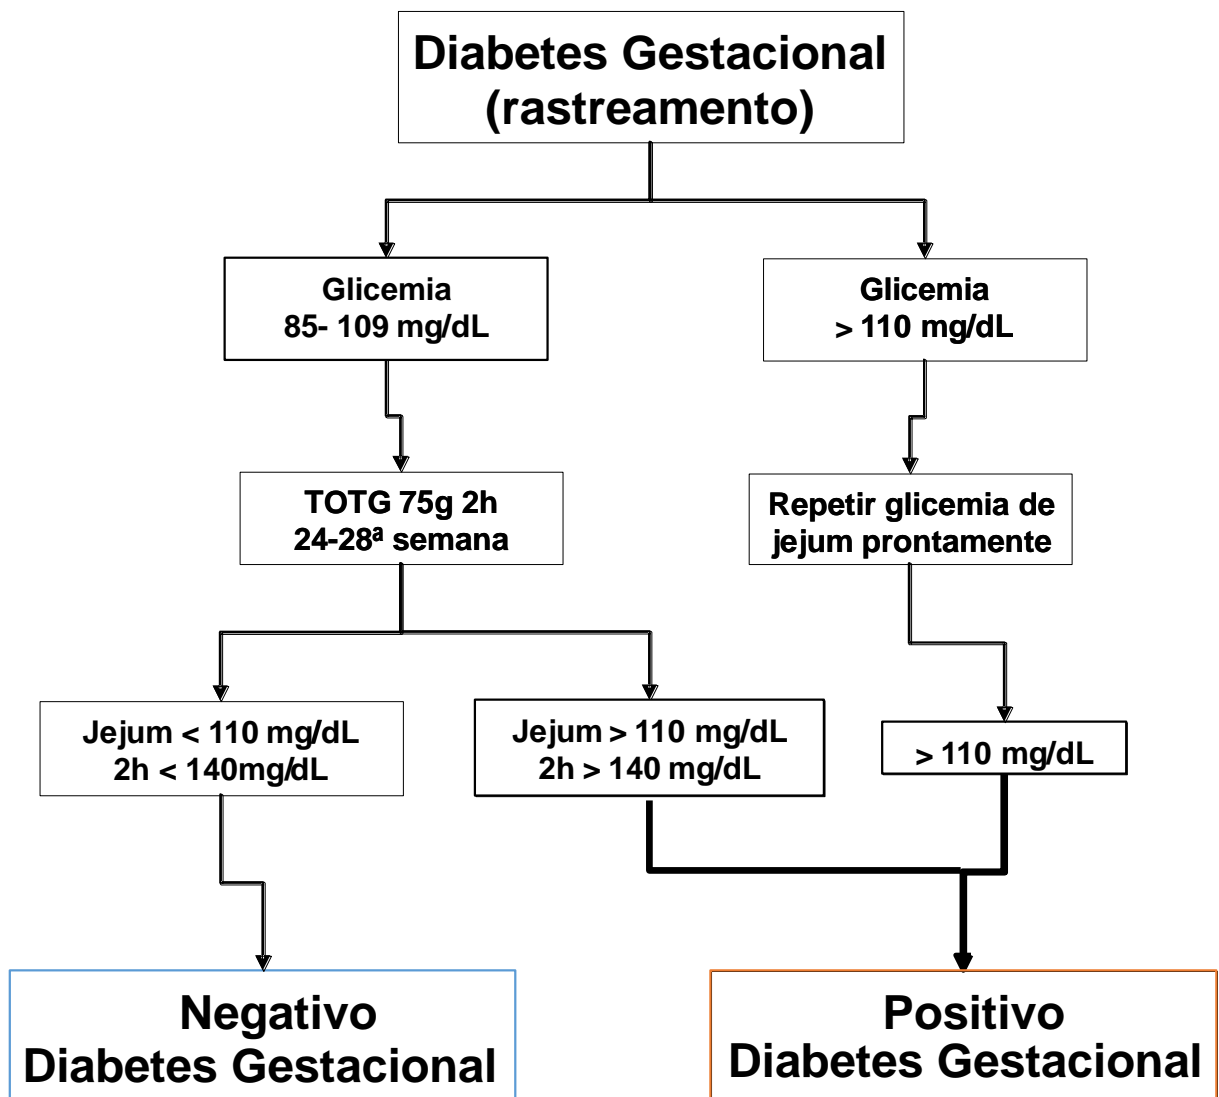 Diabetes Gestacional
(rastreamento)
Glicemia
85- 109 mg/dL
Glicemia
> 110 mg/dL
TOTG 75g 2h
24-28ª semana
Repetir glicemia de
jejum prontamente
Jejum < 110 mg/dL
2h < 140mg/dL
Jejum > 110 mg/dL
2h > 140 mg/dL
> 110 mg/dL
Negativo
Diabetes Gestacional
Positivo
Diabetes Gestacional